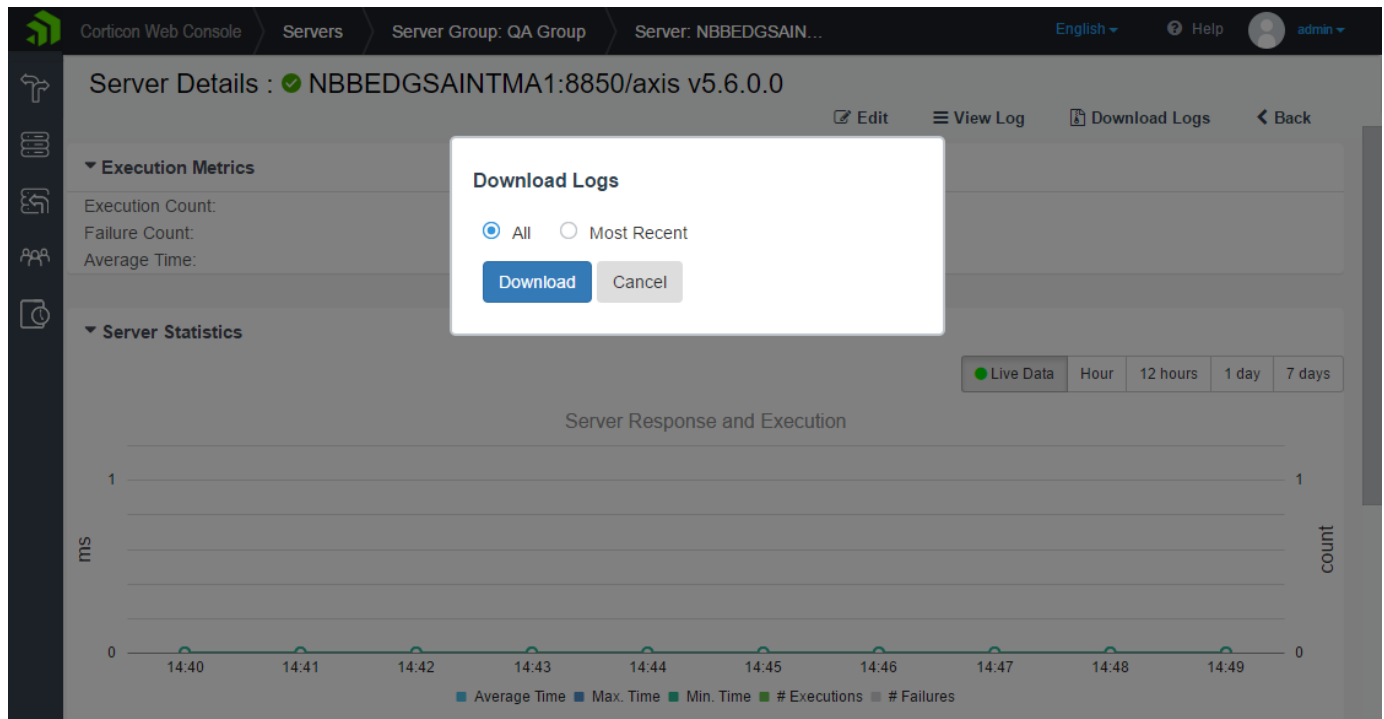 Corticon Web Console Servers Server Group: QA Group Server: NBBEDGSAIN... English Help admin
Server Details : NBBEDGSAINTMA1:8850/axis v5.6.0.0
Edit View Log Download Logs Back
Execution Metrics
Execution Count:
Failure Count:
Average Time:
Download Logs
All Most Recent
Download Cancel
Server Statistics
Live Data Hour 12 hours 1 day 7 days
Server Response and Execution
1 1
ms count
0 0
14:40 14:41 14:42 14:43 14:44 14:45 14:46 14:47 14:48 14:49
Average Time Max. Time Min. Time # Executions # Failures